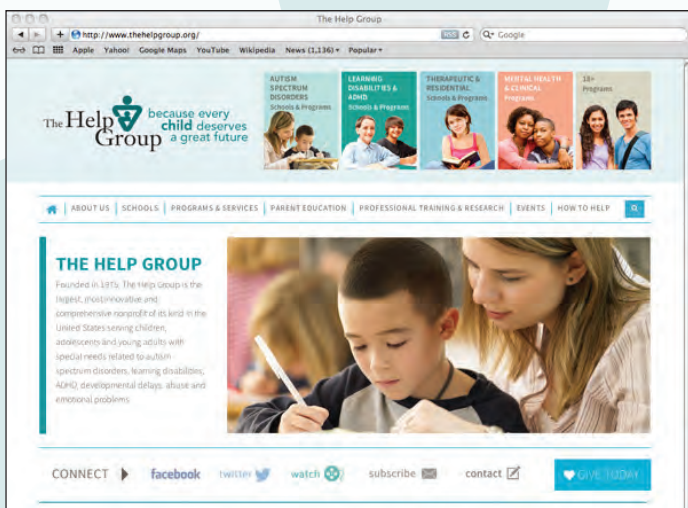 The Help Group
http://www.thehelpgroup.org/
RSS
Google
Apple Yahoo! Google Maps YouTube Wikipedia News (1,136) Popular
The Help Group
because every
child deserves
a great future
AUTISM
SPECTRUM
DISORDERS
Schools & Programs
LEARNING
DISABILITIES &
ADHD
Schools & Programs
THERAPEUTIC &
RESIDENTIAL
Schools & Programs
MENTAL HEALTH
& CLINICAL
Programs
18+
Programs
ABOUT US SCHOOLS PROGRAMS & SERVICES PARENT EDUCATION PROFESSIONAL TRAINING & RESEARCH EVENTS HOW TO HELP
THE HELP GROUP
Founded in 1975, The Help Group is the
largest, most innovative and
comprehensive nonprofit of its kind in the
United States serving children,
adolescents and young adults with
special needs related to autism
spectrum disorders, learning disabilities,
ADHD, developmental delays, abuse and
emotional problems
CONNECT facebook twitter watch subscribe contact GIVE TODAY